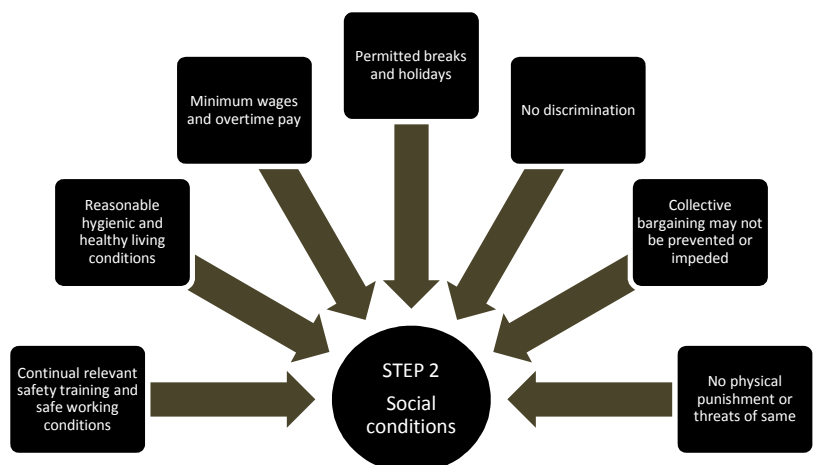 Permitted breaks
and holidays
Minimum wages
and overtime pay
No discrimination
Reasonable
hygienic and
healthy living
conditions
Collective
bargaining may not
be prevented or
impeded
Continual relevant
safety training and
safe working
conditions
STEP 2
Social
conditions
No physical
punishment or
threats of same